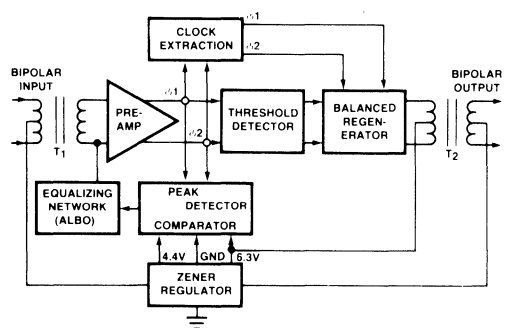 CLOCK
EXTRACTION
ϕ1
ϕ2
BIPOLAR
INPUT
T1
PRE-
AMP
ϕ1
ϕ2
THRESHOLD
DETECTOR
BALANCED
REGEN-
ERATOR
BIPOLAR
OUTPUT
T2
EQUALIZING
NETWORK
(ALBO)
PEAK
DETECTOR
COMPARATOR
4.4V
GND
6.3V
ZENER
REGULATOR